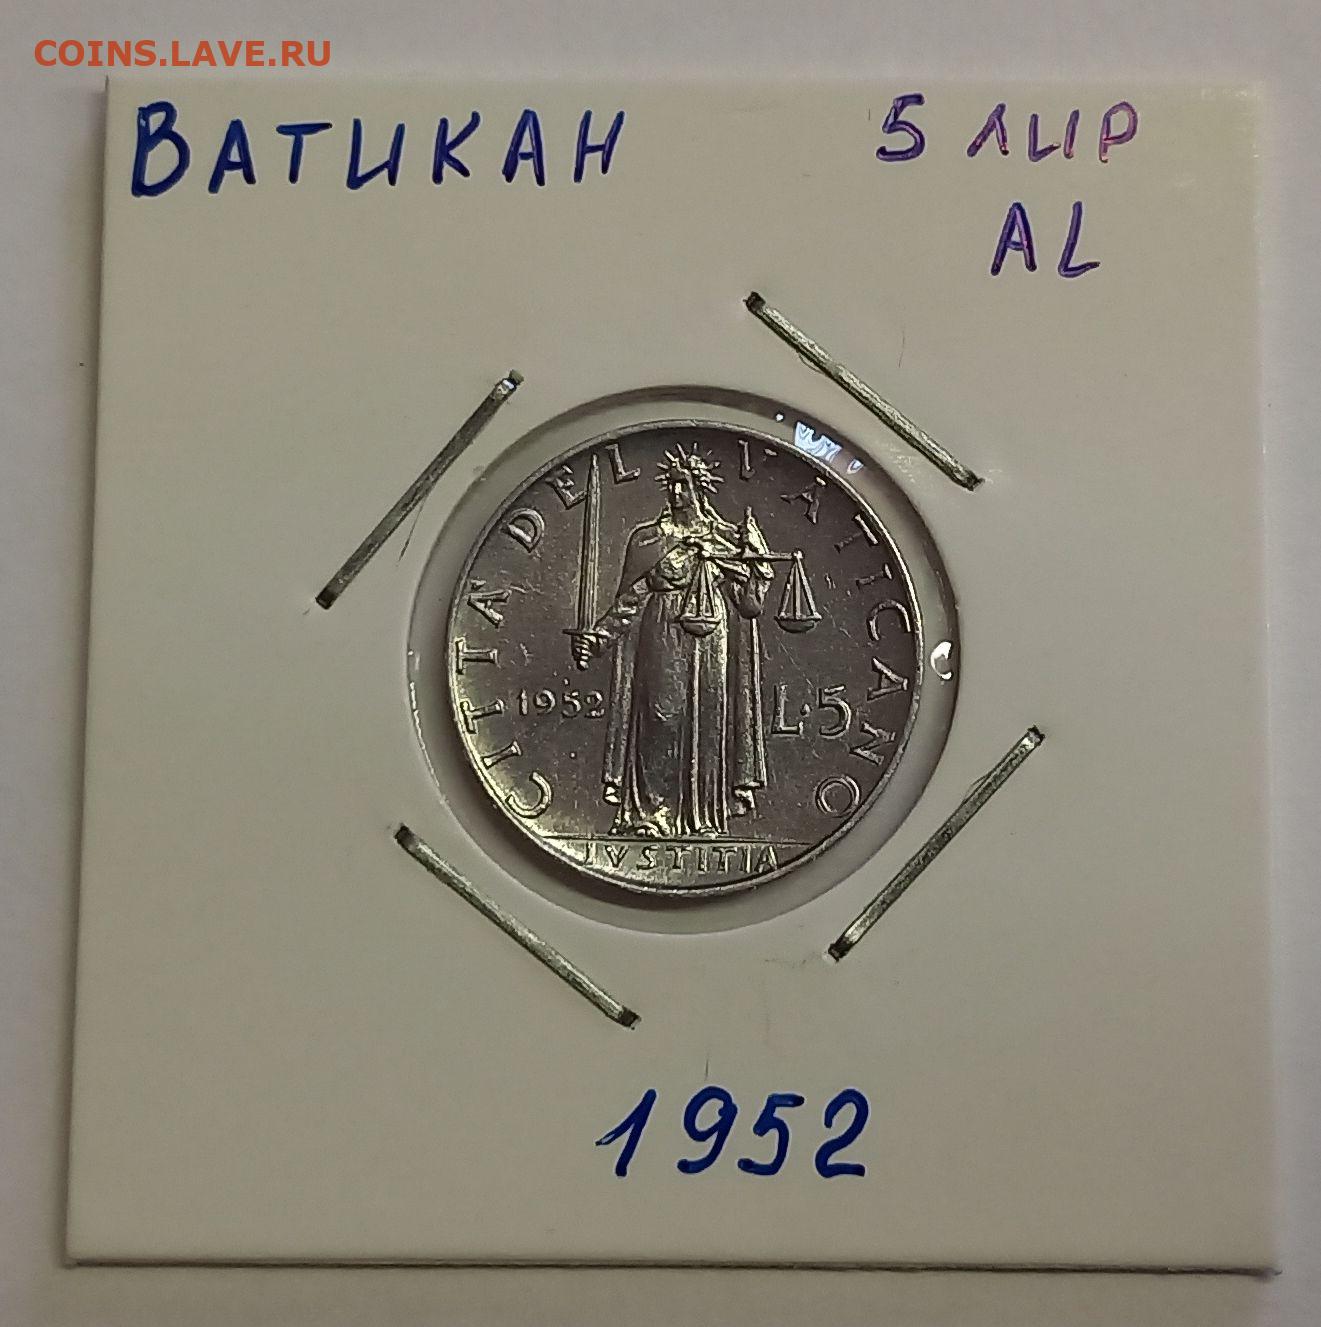 COINS.LAVE.RU
ВАТИКАН 5 ЛИР
AL
CITTA' DEL VATICANO
1952 L·5
IVSTITIA
1952